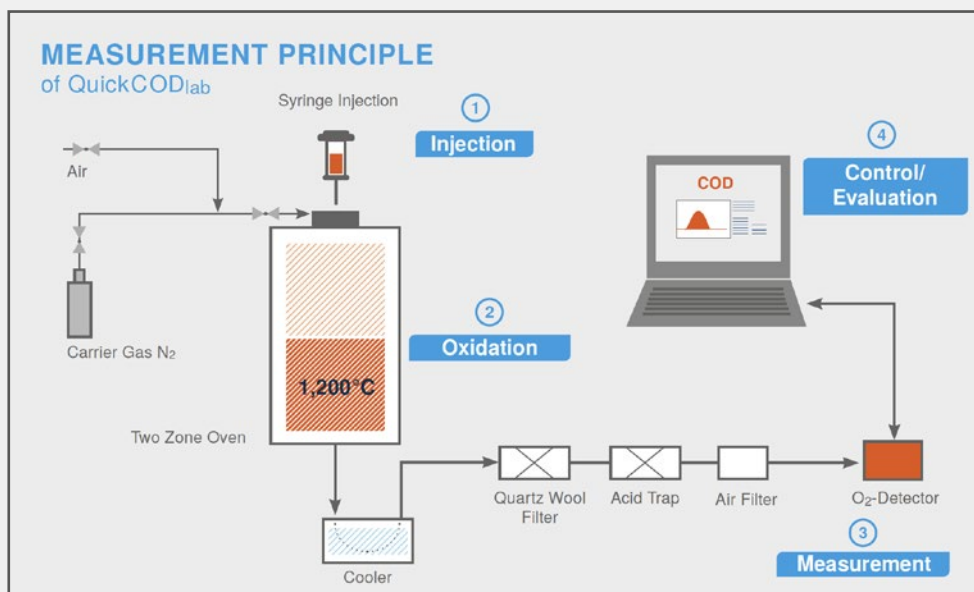 MEASUREMENT PRINCIPLE
of QuickCODlab
Syringe Injection
1
Injection
4
Control/
Evaluation
Air
COD
Carrier Gas N2
2
Oxidation
1,200°C
Two Zone Oven
Quartz Wool
Filter
Acid Trap
Air Filter
O2-Detector
Cooler
3
Measurement